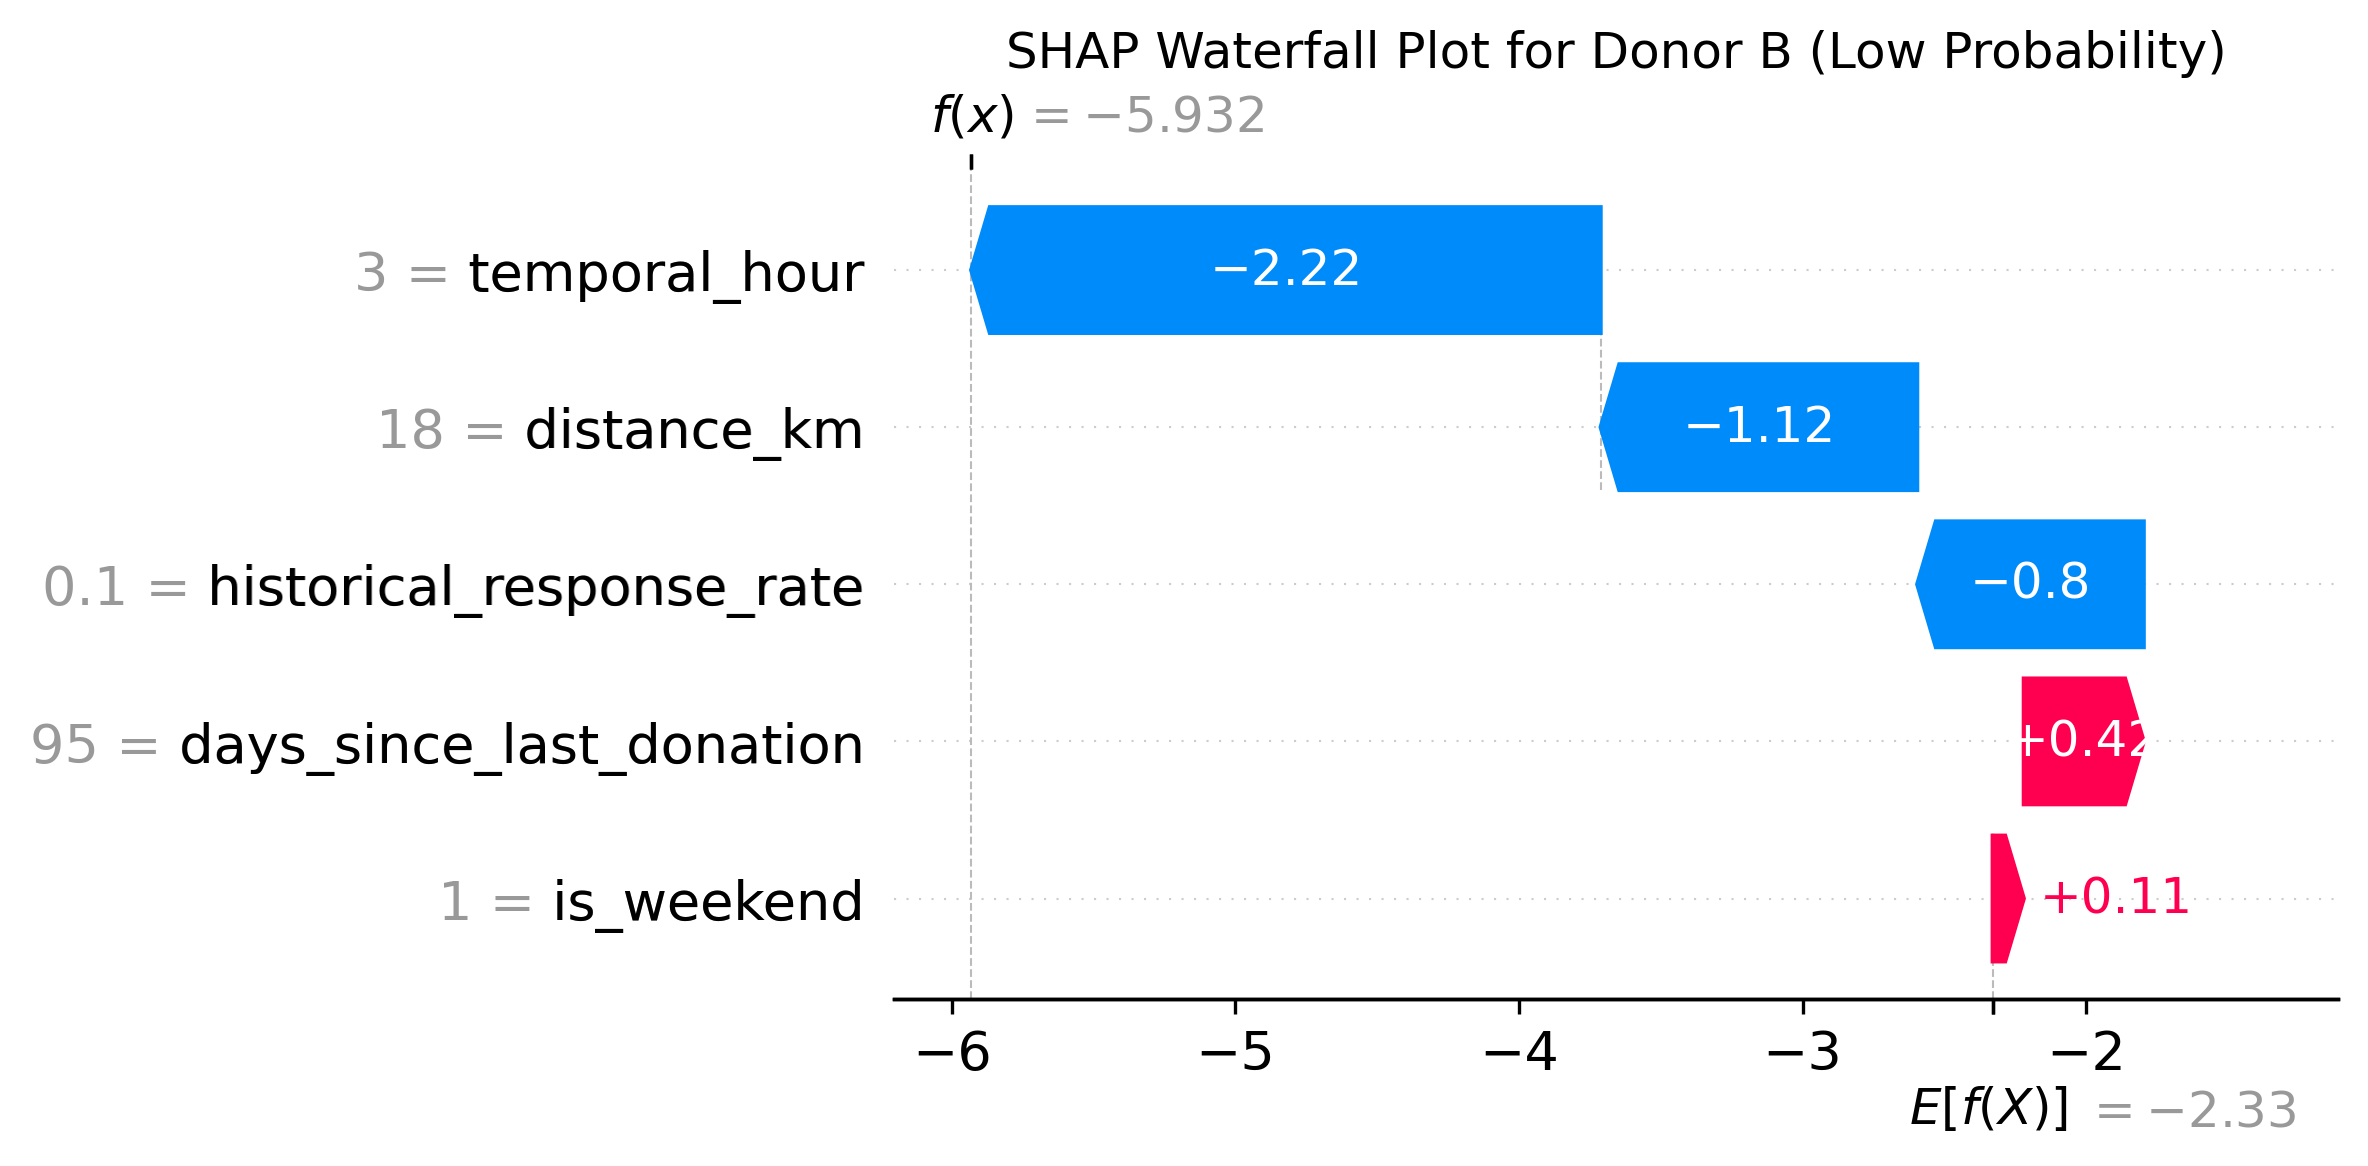 SHAP Waterfall Plot for Donor B (Low Probability)
f(x) = −5.932
3 = temporal_hour −2.22
18 = distance_km −1.12
0.1 = historical_response_rate −0.8
95 = days_since_last_donation +0.42
1 = is_weekend +0.11
−6 −5 −4 −3 −2
E[f(X)] = −2.33